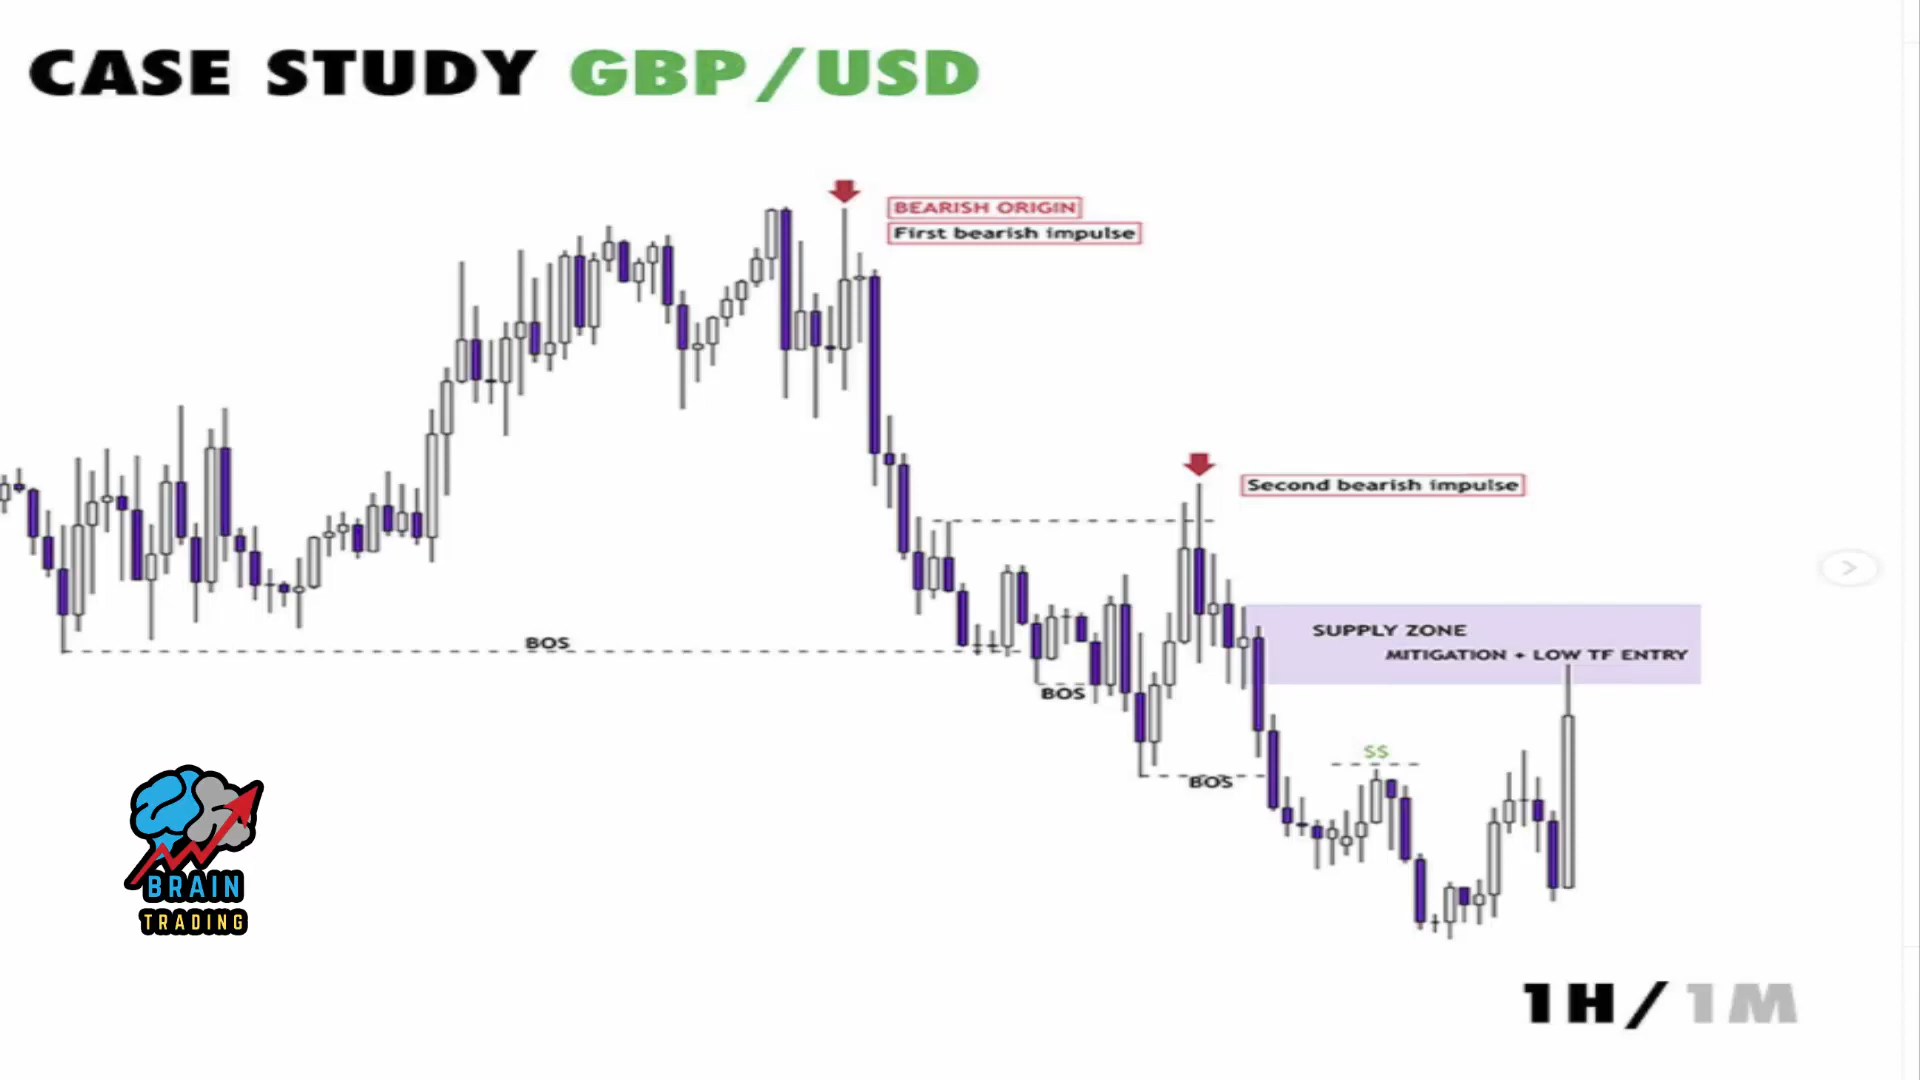 CASE STUDY GBP/USD
BEARISH ORIGIN
First bearish impulse
Second bearish impulse
SUPPLY ZONE
MITIGATION + LOW TF ENTRY
BOS
BOS
$$
BOS
BRAIN
TRADING
1H/1M